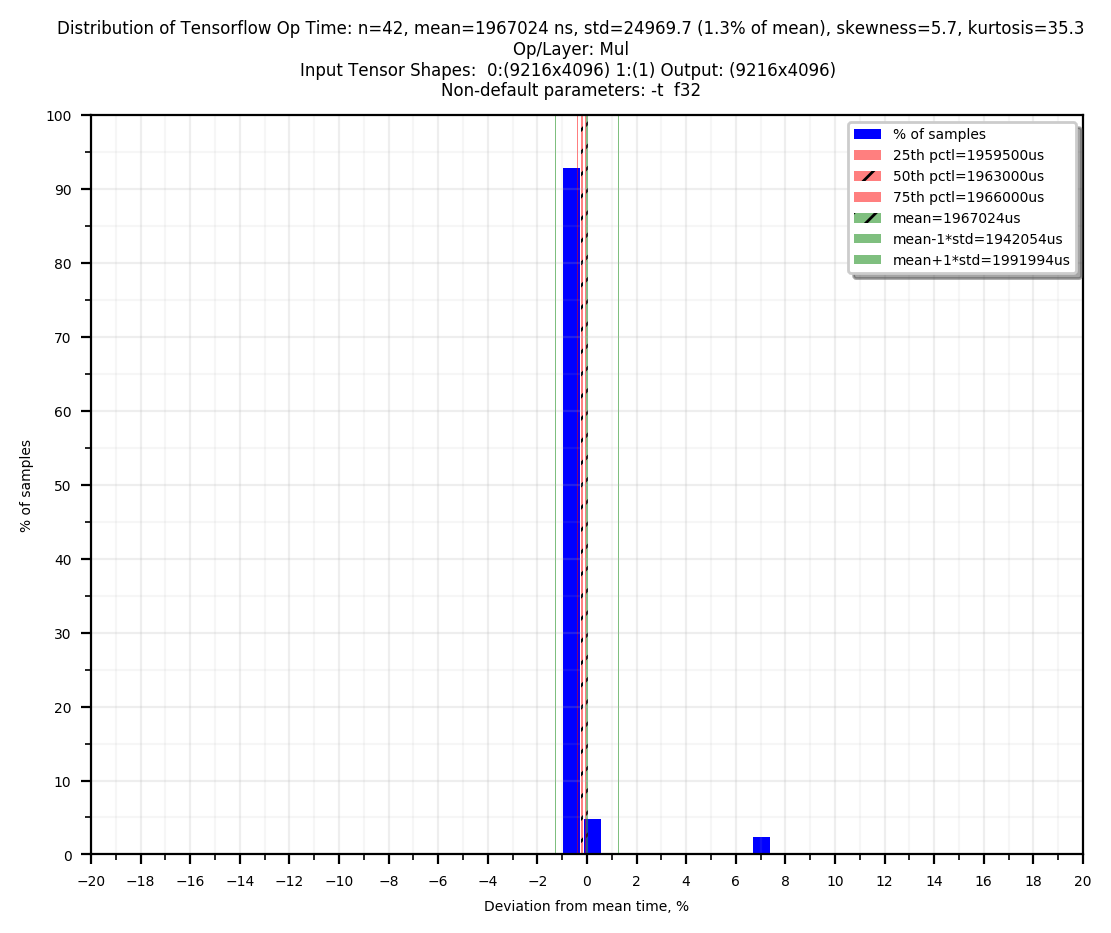 Distribution of Tensorflow Op Time: n=42, mean=1967024 ns, std=24969.7 (1.3% of mean), skewness=5.7, kurtosis=35.3
Op/Layer: Mul
Input Tensor Shapes:  0:(9216x4096) 1:(1) Output: (9216x4096)
Non-default parameters: -t  f32
% of samples
25th pctl=1959500us
50th pctl=1963000us
75th pctl=1966000us
mean=1967024us
mean-1*std=1942054us
mean+1*std=1991994us
100
90
80
70
60
50
40
30
20
10
0
% of samples
−20 −18 −16 −14 −12 −10 −8 −6 −4 −2 0 2 4 6 8 10 12 14 16 18 20
Deviation from mean time, %